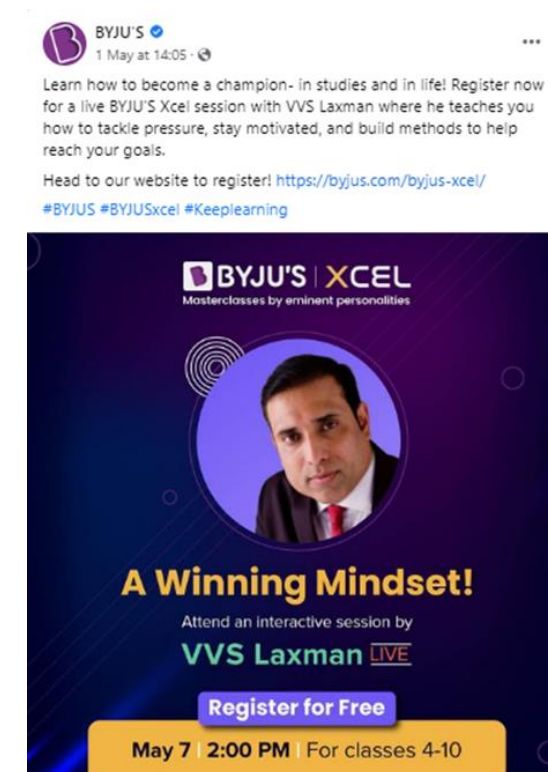 BYJU'S
1 May at 14:05 ·
Learn how to become a champion- in studies and in life! Register now
for a live BYJU'S Xcel session with VVS Laxman where he teaches you
how to tackle pressure, stay motivated, and build methods to help
reach your goals.
Head to our website to register! https://byjus.com/byjus-xcel/
#BYJUS #BYJUSxcel #Keeplearning
BYJU'S | XCEL
Masterclasses by eminent personalities
A Winning Mindset!
Attend an interactive session by
VVS Laxman LIVE
Register for Free
May 7 | 2:00 PM | For classes 4-10